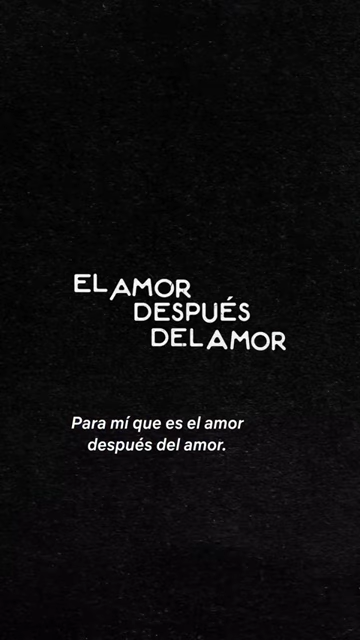 EL AMOR
DESPUÉS
DEL AMOR
Para mí que es el amor
después del amor.